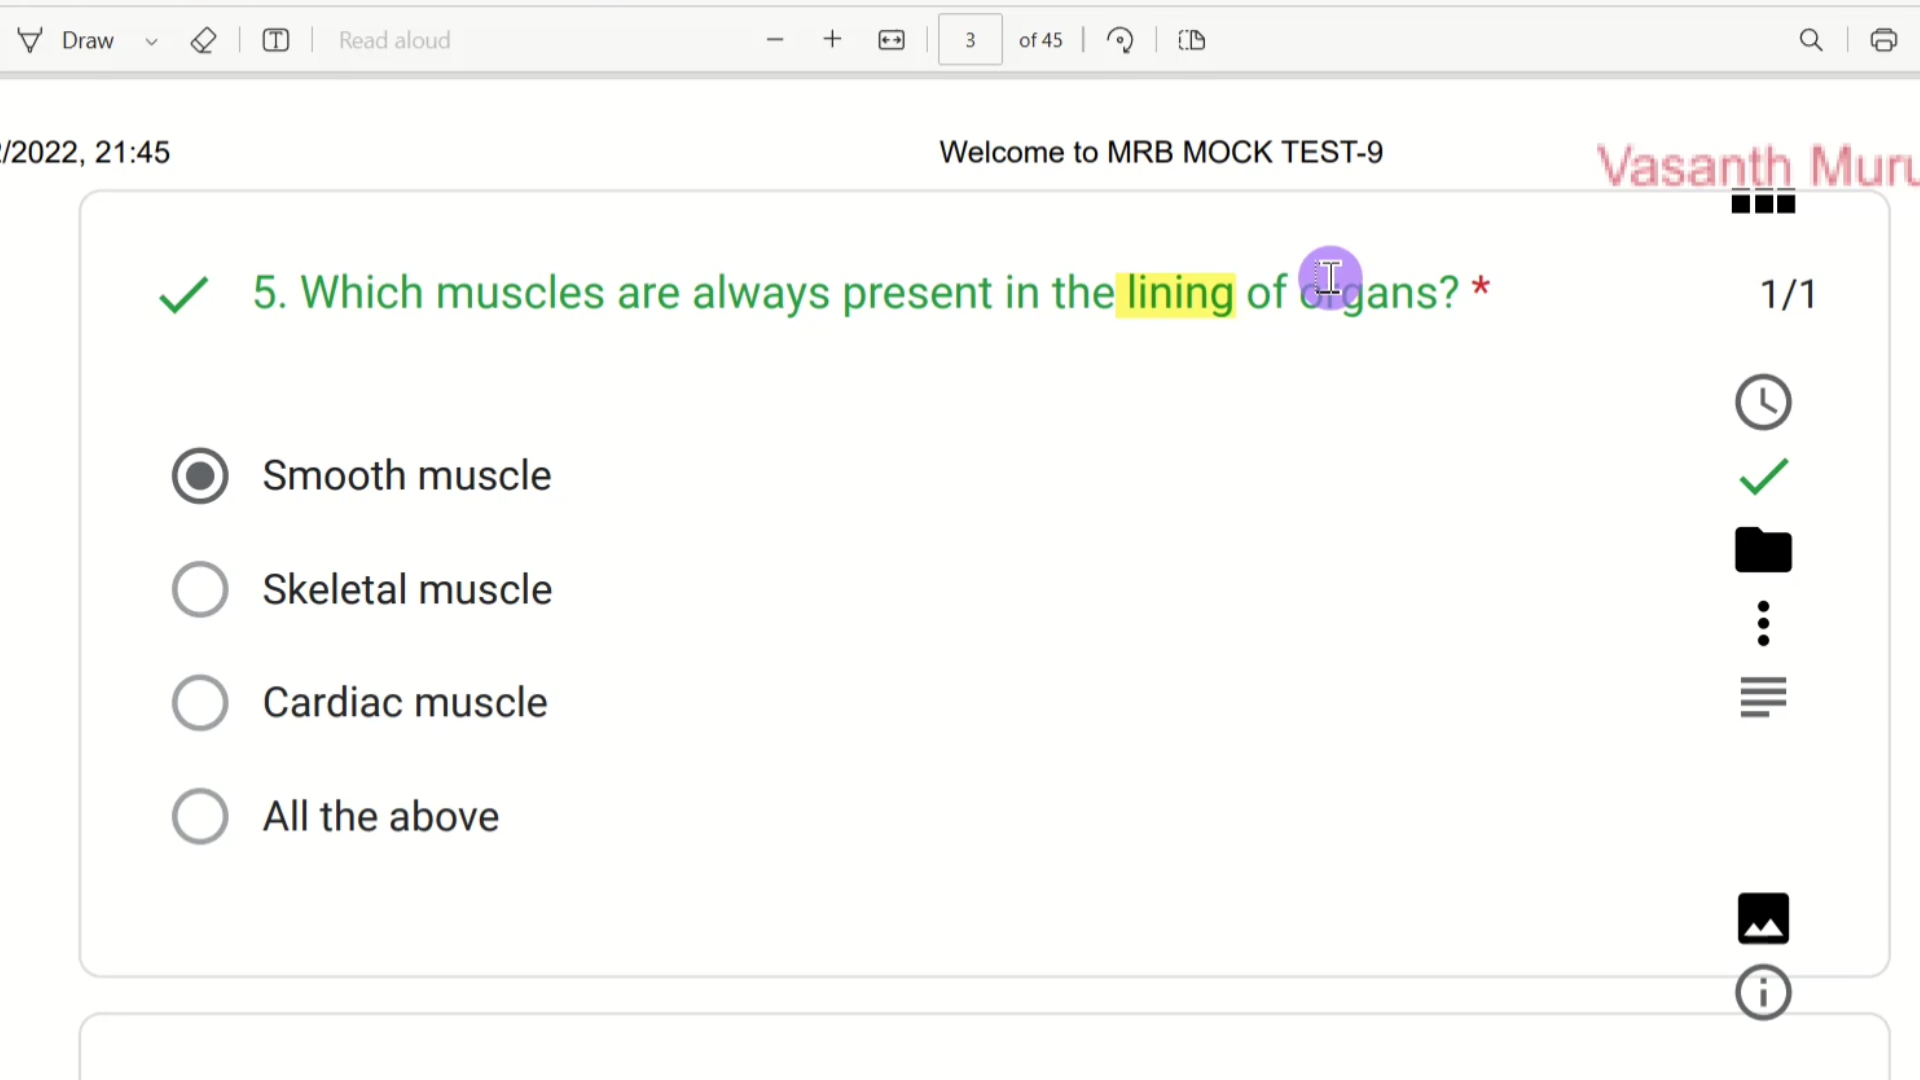 Draw
Read aloud
3 of 45
/2022, 21:45
Welcome to MRB MOCK TEST-9
Vasanth Muru
5. Which muscles are always present in the lining of organs? *
1/1
Smooth muscle
Skeletal muscle
Cardiac muscle
All the above